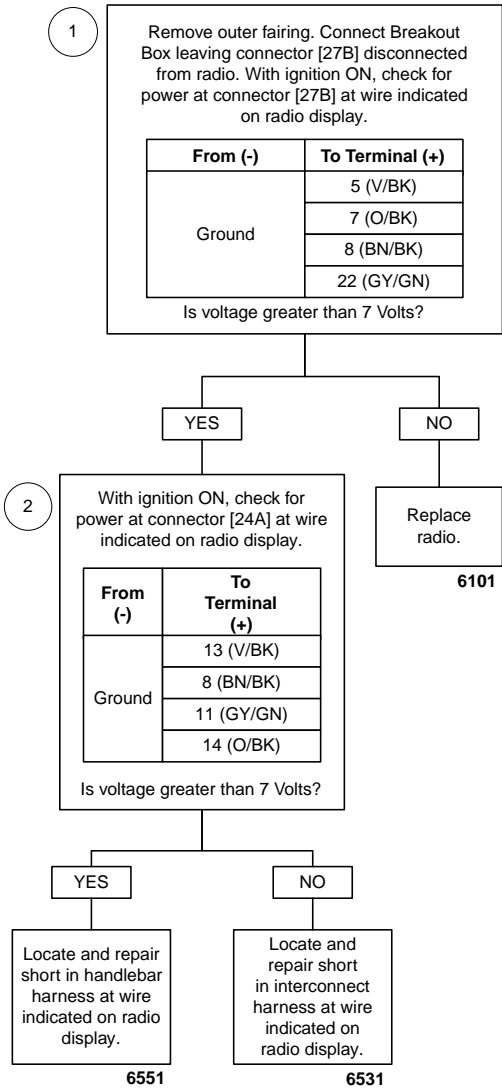 1
Remove outer fairing. Connect Breakout
Box leaving connector [27B] disconnected
from radio. With ignition ON, check for
power at connector [27B] at wire indicated
on radio display.
From (-) To Terminal (+)
Ground
5 (V/BK)
7 (O/BK)
8 (BN/BK)
22 (GY/GN)
Is voltage greater than 7 Volts?
YES NO
2
With ignition ON, check for
power at connector [24A] at wire
indicated on radio display.
From
(-)
To
Terminal
(+)
Ground
13 (V/BK)
8 (BN/BK)
11 (GY/GN)
14 (O/BK)
Is voltage greater than 7 Volts?
Replace
radio.
6101
YES NO
Locate and repair
short in handlebar
harness at wire
indicated on radio
display.
6551
Locate and
repair short
in interconnect
harness at wire
indicated on
radio display.
6531